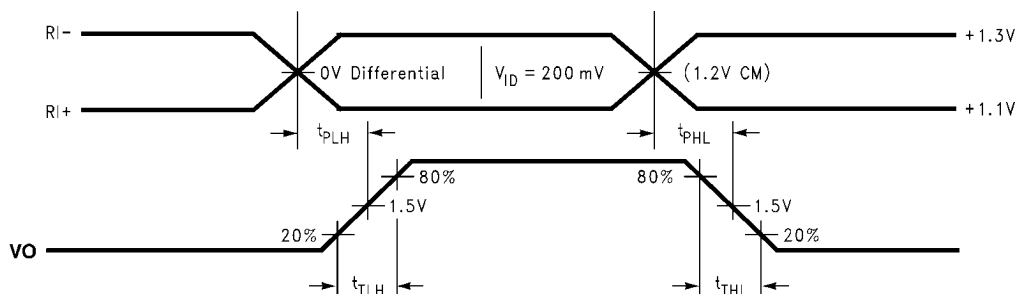 RI−
+1.3V
0V Differential
V_ID = 200 mV
(1.2V CM)
RI+
+1.1V
t_PLH
t_PHL
80%
80%
1.5V
1.5V
20%
20%
VO
t_TLH
t_THL